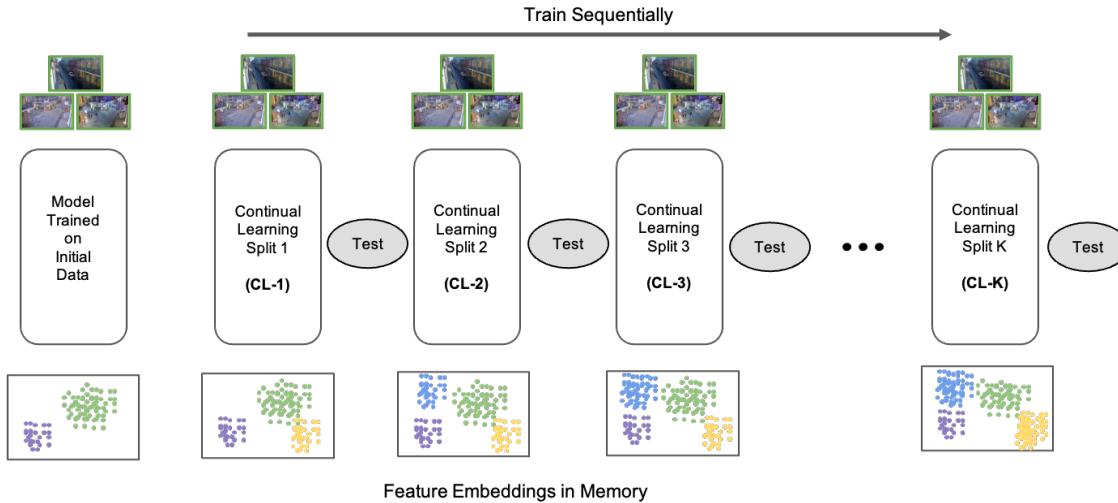 Train Sequentially
Model
Trained
on
Initial
Data
Continual
Learning
Split 1
(CL-1)
Test
Continual
Learning
Split 2
(CL-2)
Test
Continual
Learning
Split 3
(CL-3)
Test
Continual
Learning
Split K
(CL-K)
Test
Feature Embeddings in Memory